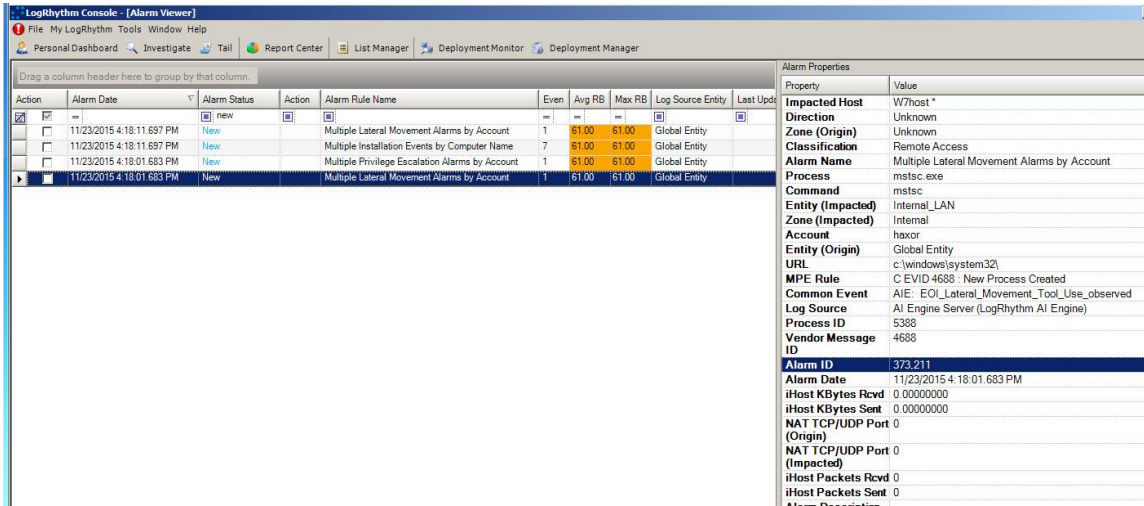 LogRhythm Console - [Alarm Viewer]
File My LogRhythm Tools Window Help
Personal Dashboard Investigate Tail Report Center List Manager Deployment Monitor Deployment Manager
Drag a column header here to group by that column.
Action Alarm Date Alarm Status Action Alarm Rule Name Even Avg RB Max RB Log Source Entity Last Upda
= new = = =
11/23/2015 4:18:11.697 PM New Multiple Lateral Movement Alarms by Account 1 61.00 61.00 Global Entity
11/23/2015 4:18:11.697 PM New Multiple Installation Events by Computer Name 7 61.00 61.00 Global Entity
11/23/2015 4:18:01.683 PM New Multiple Privilege Escalation Alarms by Account 1 61.00 61.00 Global Entity
11/23/2015 4:18:01.683 PM New Multiple Lateral Movement Alarms by Account 1 61.00 61.00 Global Entity
Alarm Properties
Property Value
Impacted Host W7host *
Direction Unknown
Zone (Origin) Unknown
Classification Remote Access
Alarm Name Multiple Lateral Movement Alarms by Account
Process mstsc.exe
Command mstsc
Entity (Impacted) Internal_LAN
Zone (Impacted) Internal
Account haxor
Entity (Origin) Global Entity
URL c:\windows\system32\
MPE Rule C EVID 4688 : New Process Created
Common Event AIE: EOI_Lateral_Movement_Tool_Use_observed
Log Source AI Engine Server (LogRhythm AI Engine)
Process ID 5388
Vendor Message 4688
ID
Alarm ID 373,211
Alarm Date 11/23/2015 4:18:01.683 PM
iHost KBytes Rcvd 0.00000000
iHost KBytes Sent 0.00000000
NAT TCP/UDP Port 0
(Origin)
NAT TCP/UDP Port 0
(Impacted)
iHost Packets Rcvd 0
iHost Packets Sent 0
Alarm Description